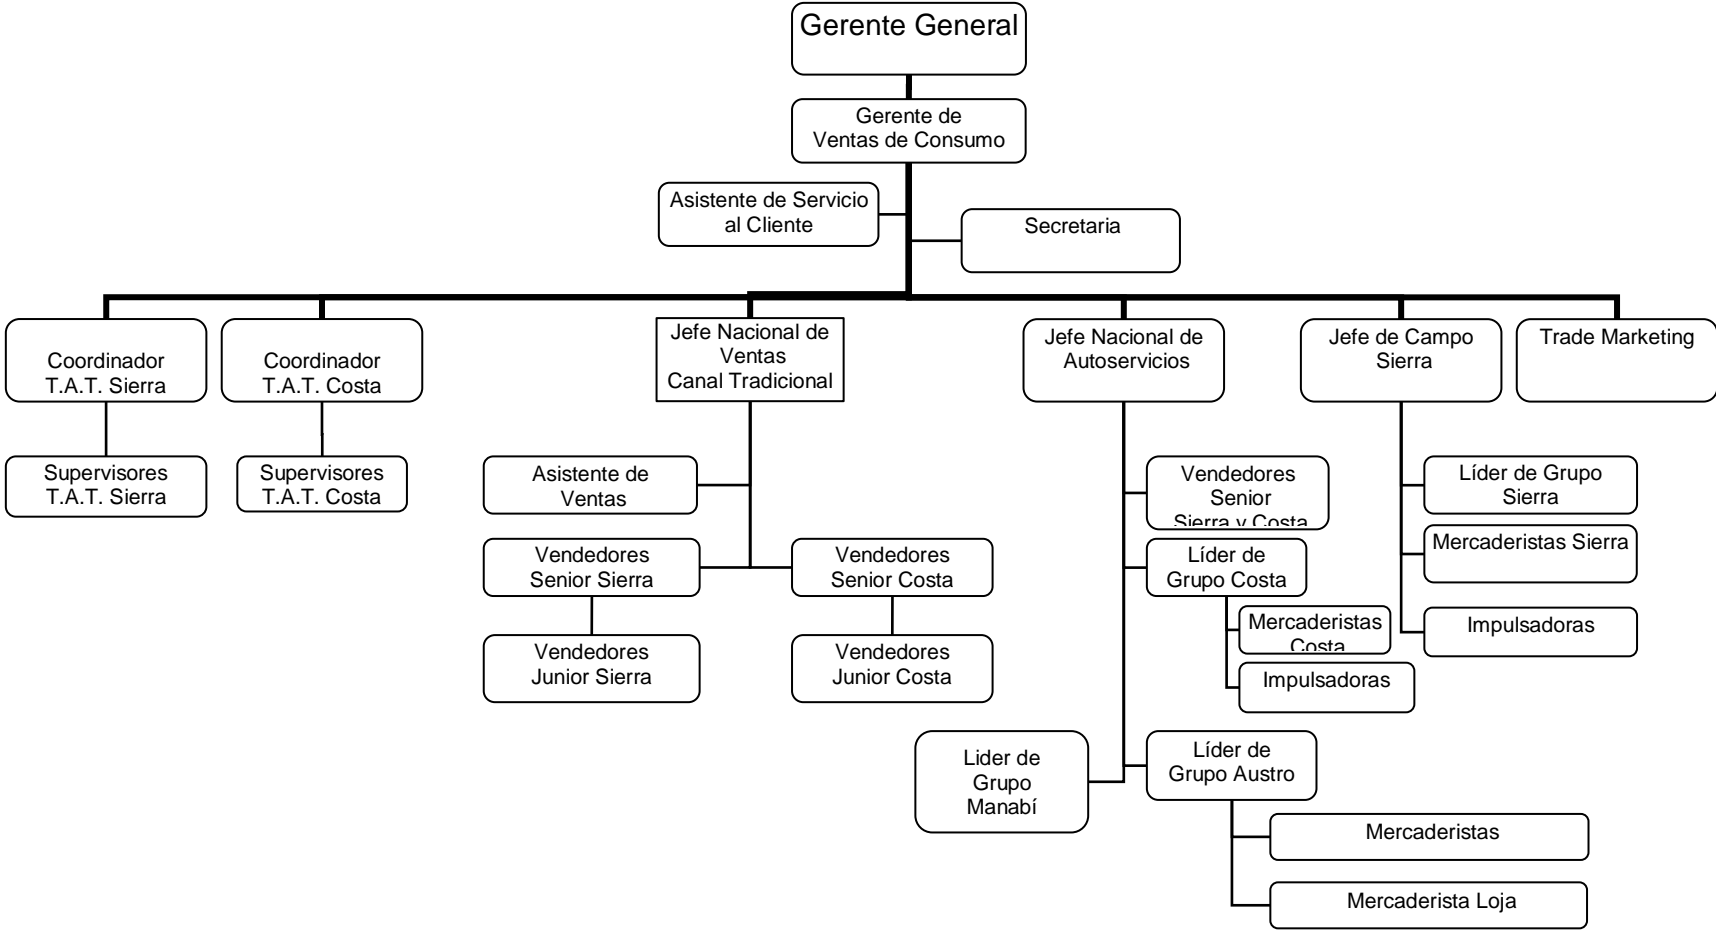 Gerente General
Gerente de
Ventas de Consumo
Asistente de Servicio
al Cliente
Secretaria
Coordinador
T.A.T. Sierra
Coordinador
T.A.T. Costa
Jefe Nacional de
Ventas
Canal Tradicional
Jefe Nacional de
Autoservicios
Jefe de Campo
Sierra
Trade Marketing
Supervisores
T.A.T. Sierra
Supervisores
T.A.T. Costa
Asistente de
Ventas
Vendedores
Senior Sierra
Vendedores
Senior Costa
Vendedores
Junior Sierra
Vendedores
Junior Costa
Vendedores
Senior
Sierra y Costa
Líder de
Grupo Costa
Mercaderistas
Costa
Impulsadoras
Lider de
Grupo
Manabí
Líder de
Grupo Austro
Mercaderistas
Mercaderista Loja
Líder de Grupo
Sierra
Mercaderistas Sierra
Impulsadoras